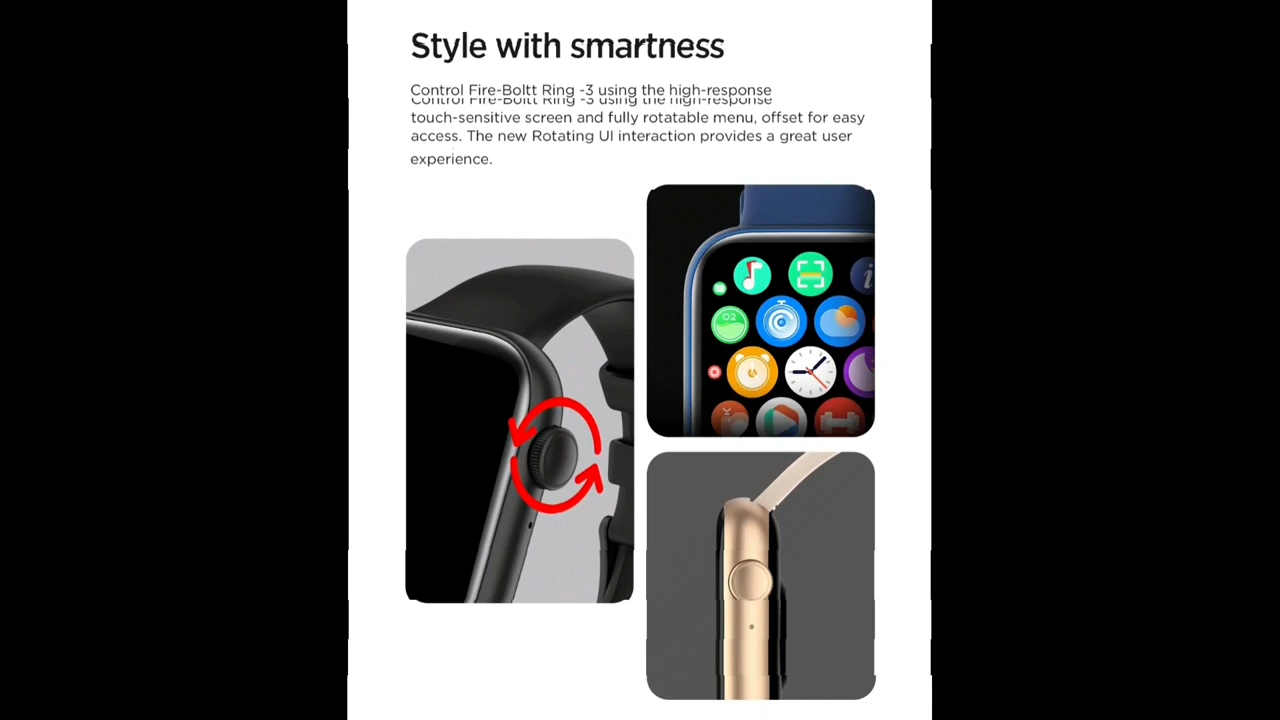 Style with smartness
Control Fire-Boltt Ring -3 using the high-response
Control Fire-Boltt Ring -3 using the high-response
touch-sensitive screen and fully rotatable menu, offset for easy
access. The new Rotating UI interaction provides a great user
experience.
O2
i